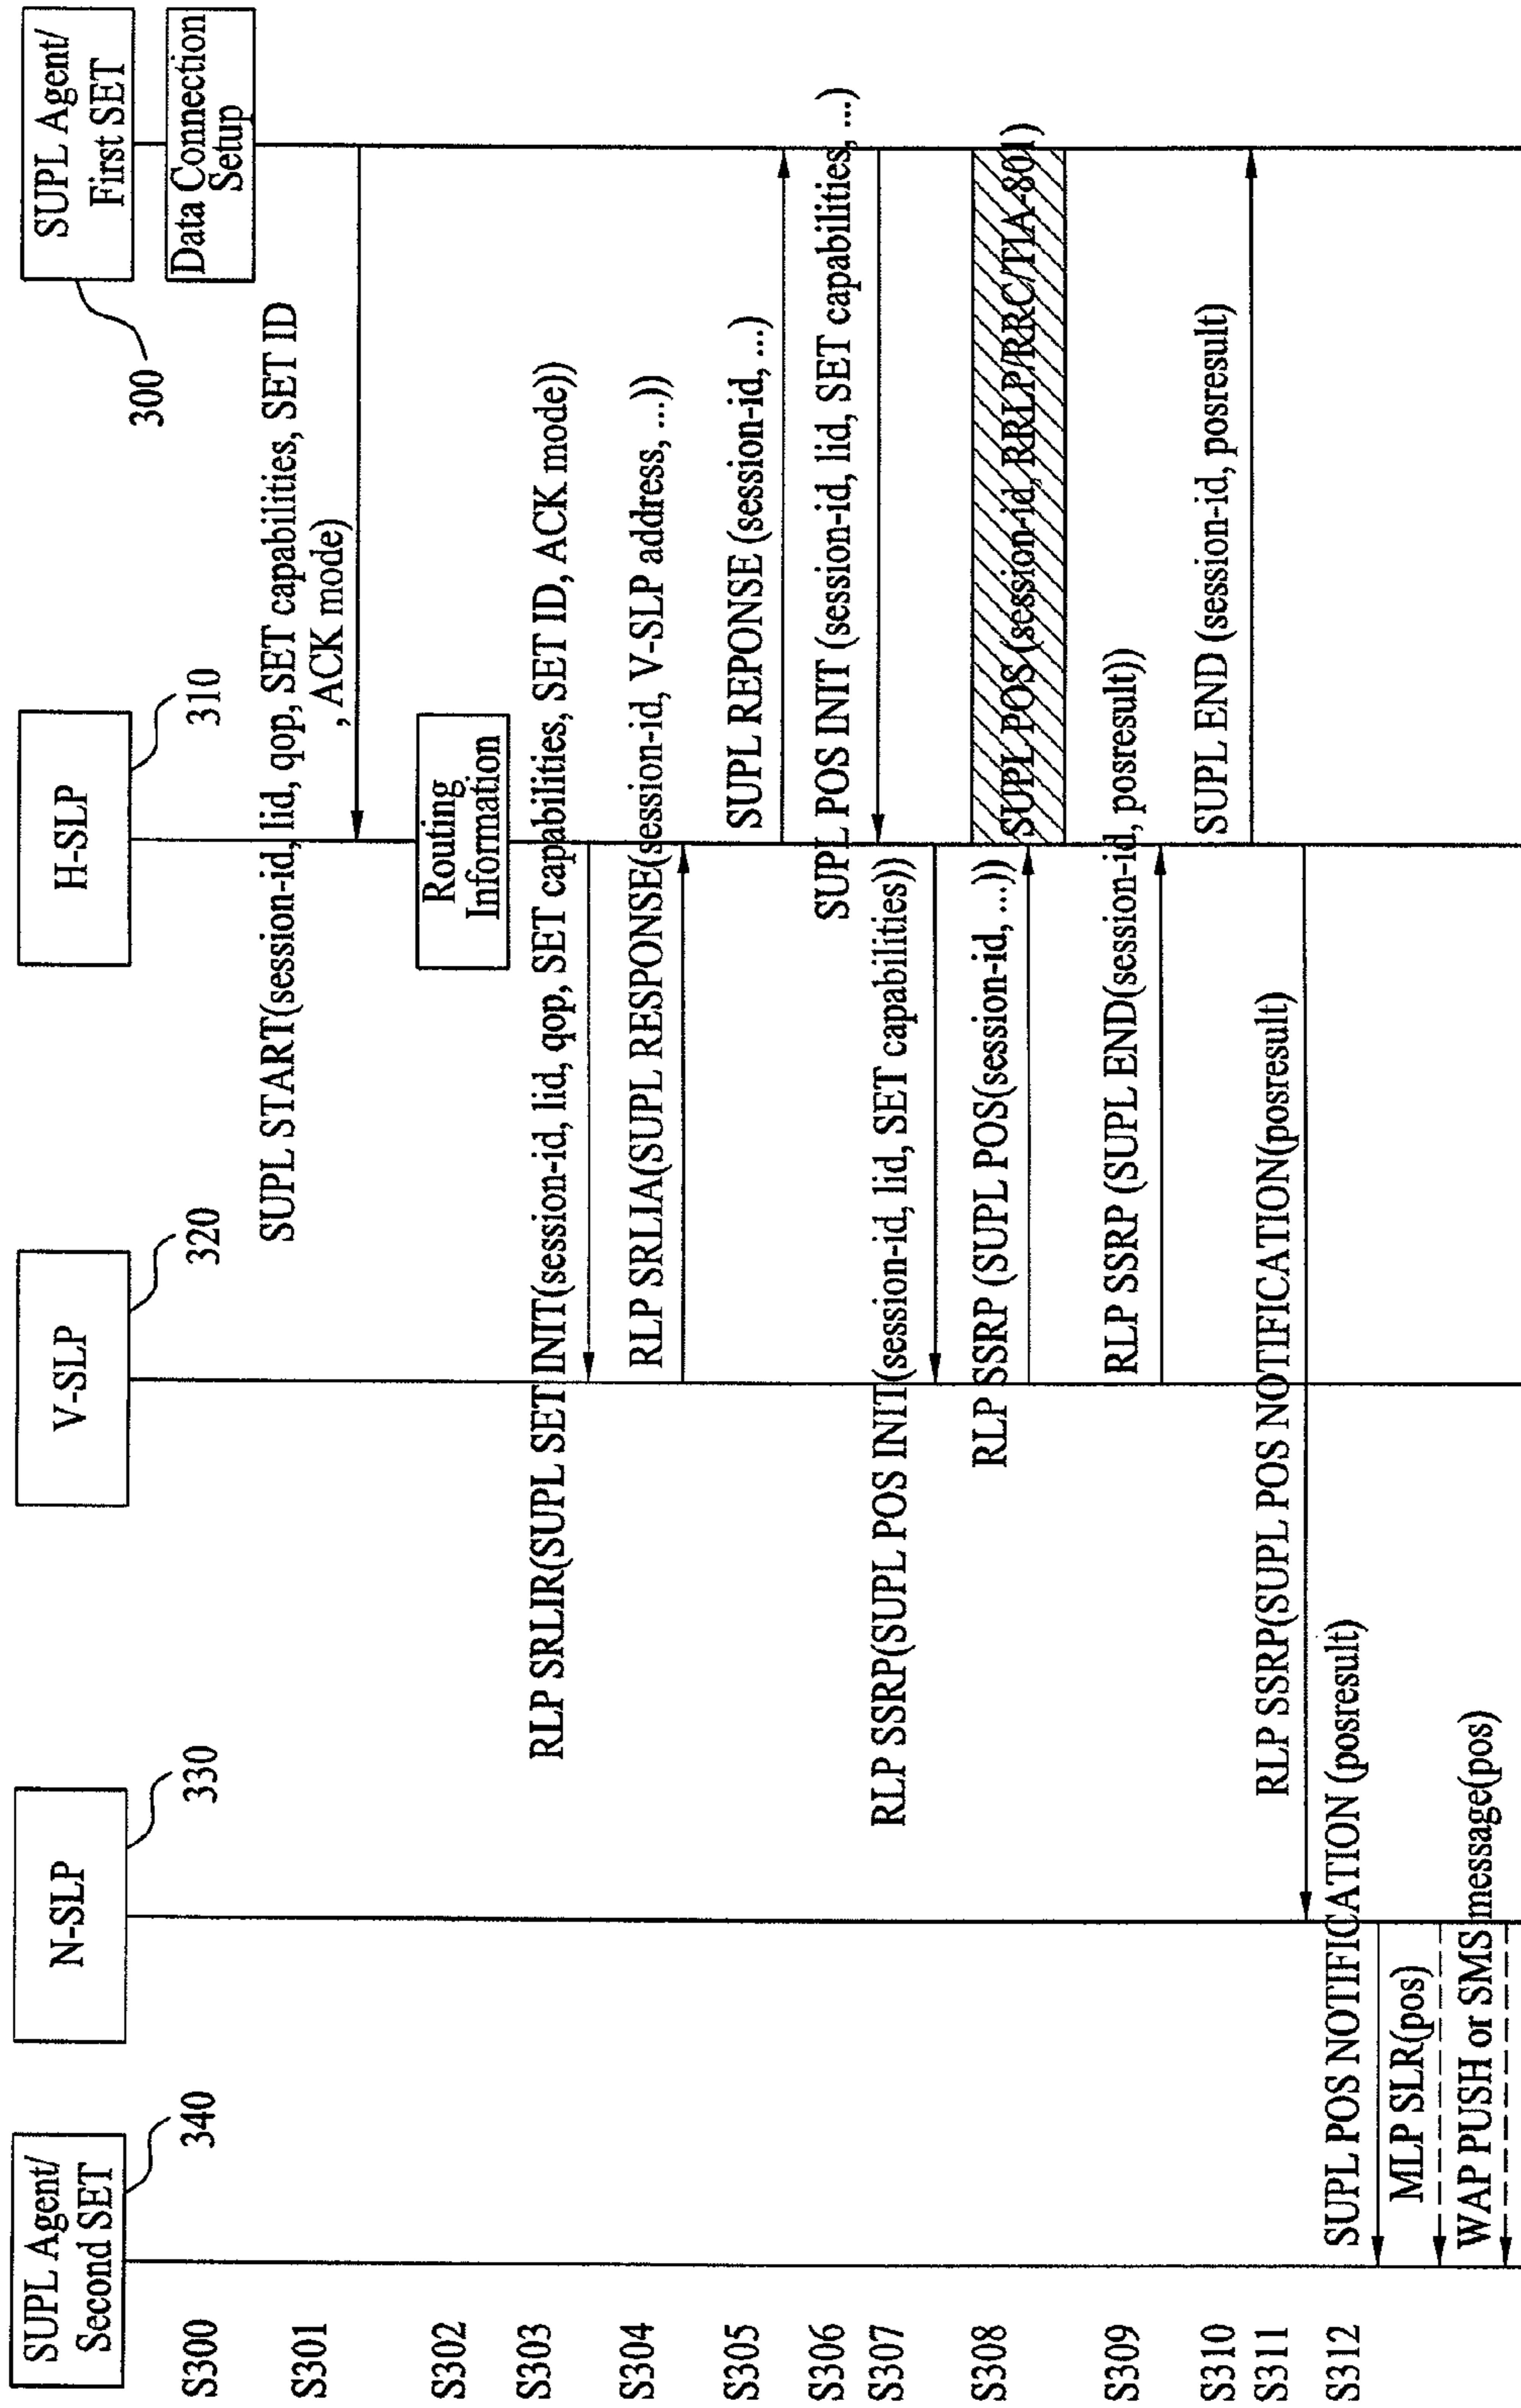 SUPL Agent/
Second SET
340
N-SLP
330
V-SLP
320
H-SLP
310
SUPL Agent/
First SET
300
S300
Data Connection
Setup
S301
SUPL START(session-id, lid, qop, SET capabilities, SET ID
, ACK mode)
S302
Routing
Information
S303
RLP SRLIR(SUPL SET INIT(session-id, lid, qop, SET capabilities, SET ID, ACK mode))
S304
RLP SRLIA(SUPL RESPONSE(session-id, V-SLP address, ...))
S305
SUPL REPONSE (session-id, ...)
S306
SUPL POS INIT (session-id, lid, SET capabilities, ...)
S307
RLP SSRP(SUPL POS INIT(session-id, lid, SET capabilities))
S308
RLP SSRP (SUPL POS(session-id, ...))
SUPL POS (session-id, RRLP/RRC/TIA-801)
S309
RLP SSRP (SUPL END(session-id, posresult))
S310
SUPL END (session-id, posresult)
S311
RLP SSRP(SUPL POS NOTIFICATION(posresult)
S312
SUPL POS NOTIFICATION (posresult)
MLP SLR(pos)
WAP PUSH or SMS message(pos)